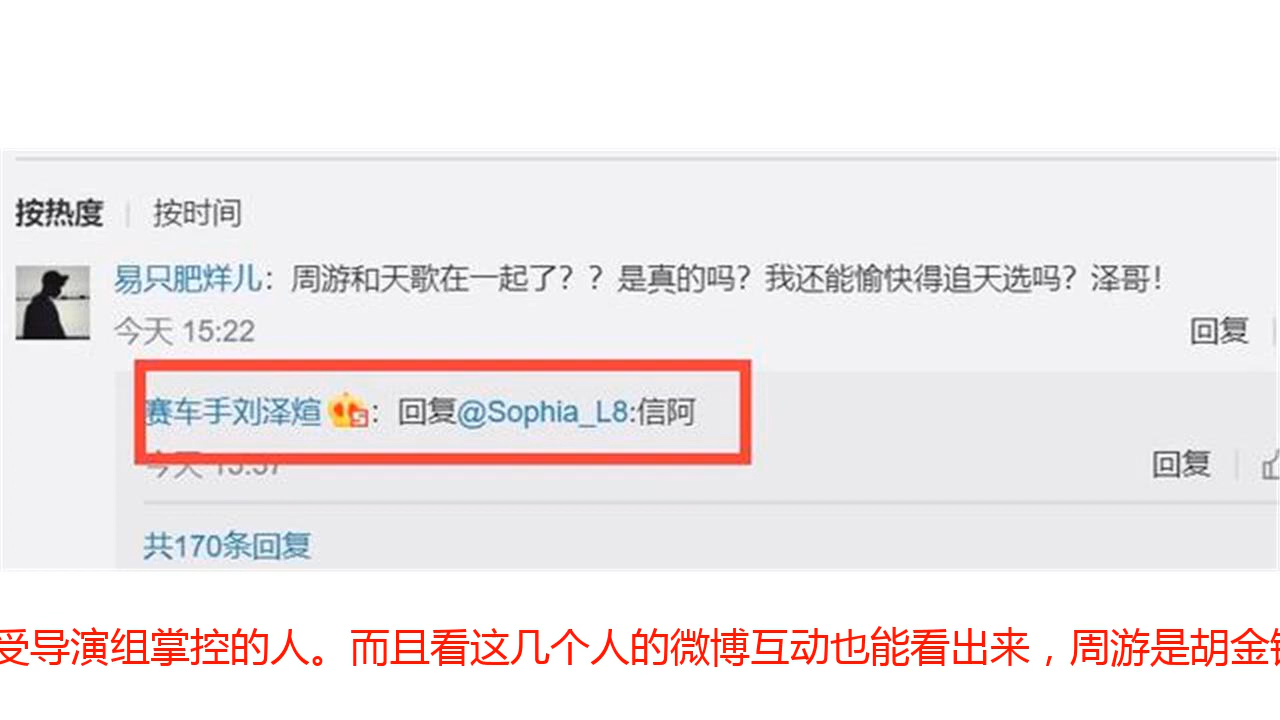 按热度 | 按时间
易只肥烊儿：周游和天歌在一起了？？是真的吗？我还能愉快得追天选吗？泽哥！
今天 15:22
回复
赛车手刘泽煊：回复@Sophia_L8:信阿
今天 15:37
回复
共170条回复
受导演组掌控的人。而且看这几个人的微博互动也能看出来，周游是胡金